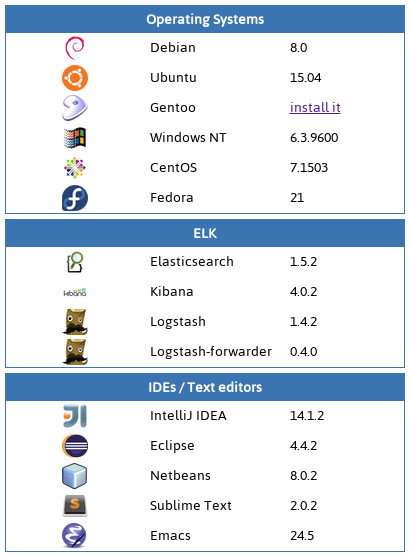 Operating Systems
Debian 8.0
Ubuntu 15.04
Gentoo install it
Windows NT 6.3.9600
CentOS 7.1503
Fedora 21
ELK
Elasticsearch 1.5.2
kibana Kibana 4.0.2
Logstash 1.4.2
Logstash-forwarder 0.4.0
IDEs / Text editors
IntelliJ IDEA 14.1.2
Eclipse 4.4.2
Netbeans 8.0.2
Sublime Text 2.0.2
Emacs 24.5